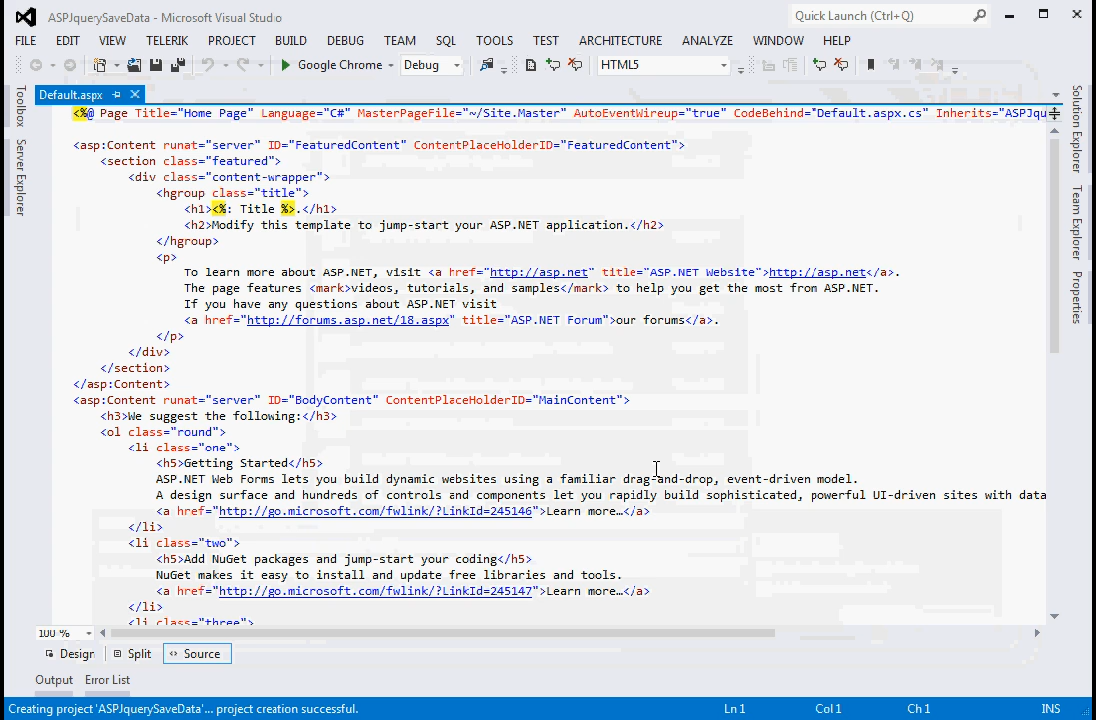 ASPJquerySaveData - Microsoft Visual Studio
Quick Launch (Ctrl+Q)
FILE EDIT VIEW TELERIK PROJECT BUILD DEBUG TEAM SQL TOOLS TEST ARCHITECTURE ANALYZE WINDOW HELP
Google Chrome Debug HTML5
Default.aspx
Toolbox
Server Explorer
<%@ Page Title="Home Page" Language="C#" MasterPageFile="~/Site.Master" AutoEventWireup="true" CodeBehind="Default.aspx.cs" Inherits="ASPJqu
<asp:Content runat="server" ID="FeaturedContent" ContentPlaceHolderID="FeaturedContent">
<section class="featured">
<div class="content-wrapper">
<hgroup class="title">
<h1><%: Title %>.</h1>
<h2>Modify this template to jump-start your ASP.NET application.</h2>
</hgroup>
<p>
To learn more about ASP.NET, visit <a href="http://asp.net" title="ASP.NET Website">http://asp.net</a>.
The page features <mark>videos, tutorials, and samples</mark> to help you get the most from ASP.NET.
If you have any questions about ASP.NET visit
<a href="http://forums.asp.net/18.aspx" title="ASP.NET Forum">our forums</a>.
</p>
</div>
</section>
</asp:Content>
<asp:Content runat="server" ID="BodyContent" ContentPlaceHolderID="MainContent">
<h3>We suggest the following:</h3>
<ol class="round">
<li class="one">
<h5>Getting Started</h5>
ASP.NET Web Forms lets you build dynamic websites using a familiar drag-and-drop, event-driven model.
A design surface and hundreds of controls and components let you rapidly build sophisticated, powerful UI-driven sites with data
<a href="http://go.microsoft.com/fwlink/?LinkId=245146">Learn more…</a>
</li>
<li class="two">
<h5>Add NuGet packages and jump-start your coding</h5>
NuGet makes it easy to install and update free libraries and tools.
<a href="http://go.microsoft.com/fwlink/?LinkId=245147">Learn more…</a>
</li>
<li class="three">
Solution Explorer
Team Explorer
Properties
100 %
Design Split Source
Output Error List
Creating project 'ASPJquerySaveData'... project creation successful. Ln 1 Col 1 Ch 1 INS